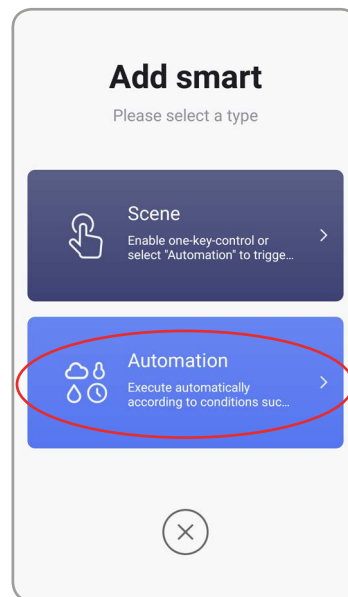 Add smart
Please select a type
Scene
Enable one-key-control or
select "Automation" to trigge...
Automation
Execute automatically
according to conditions suc...